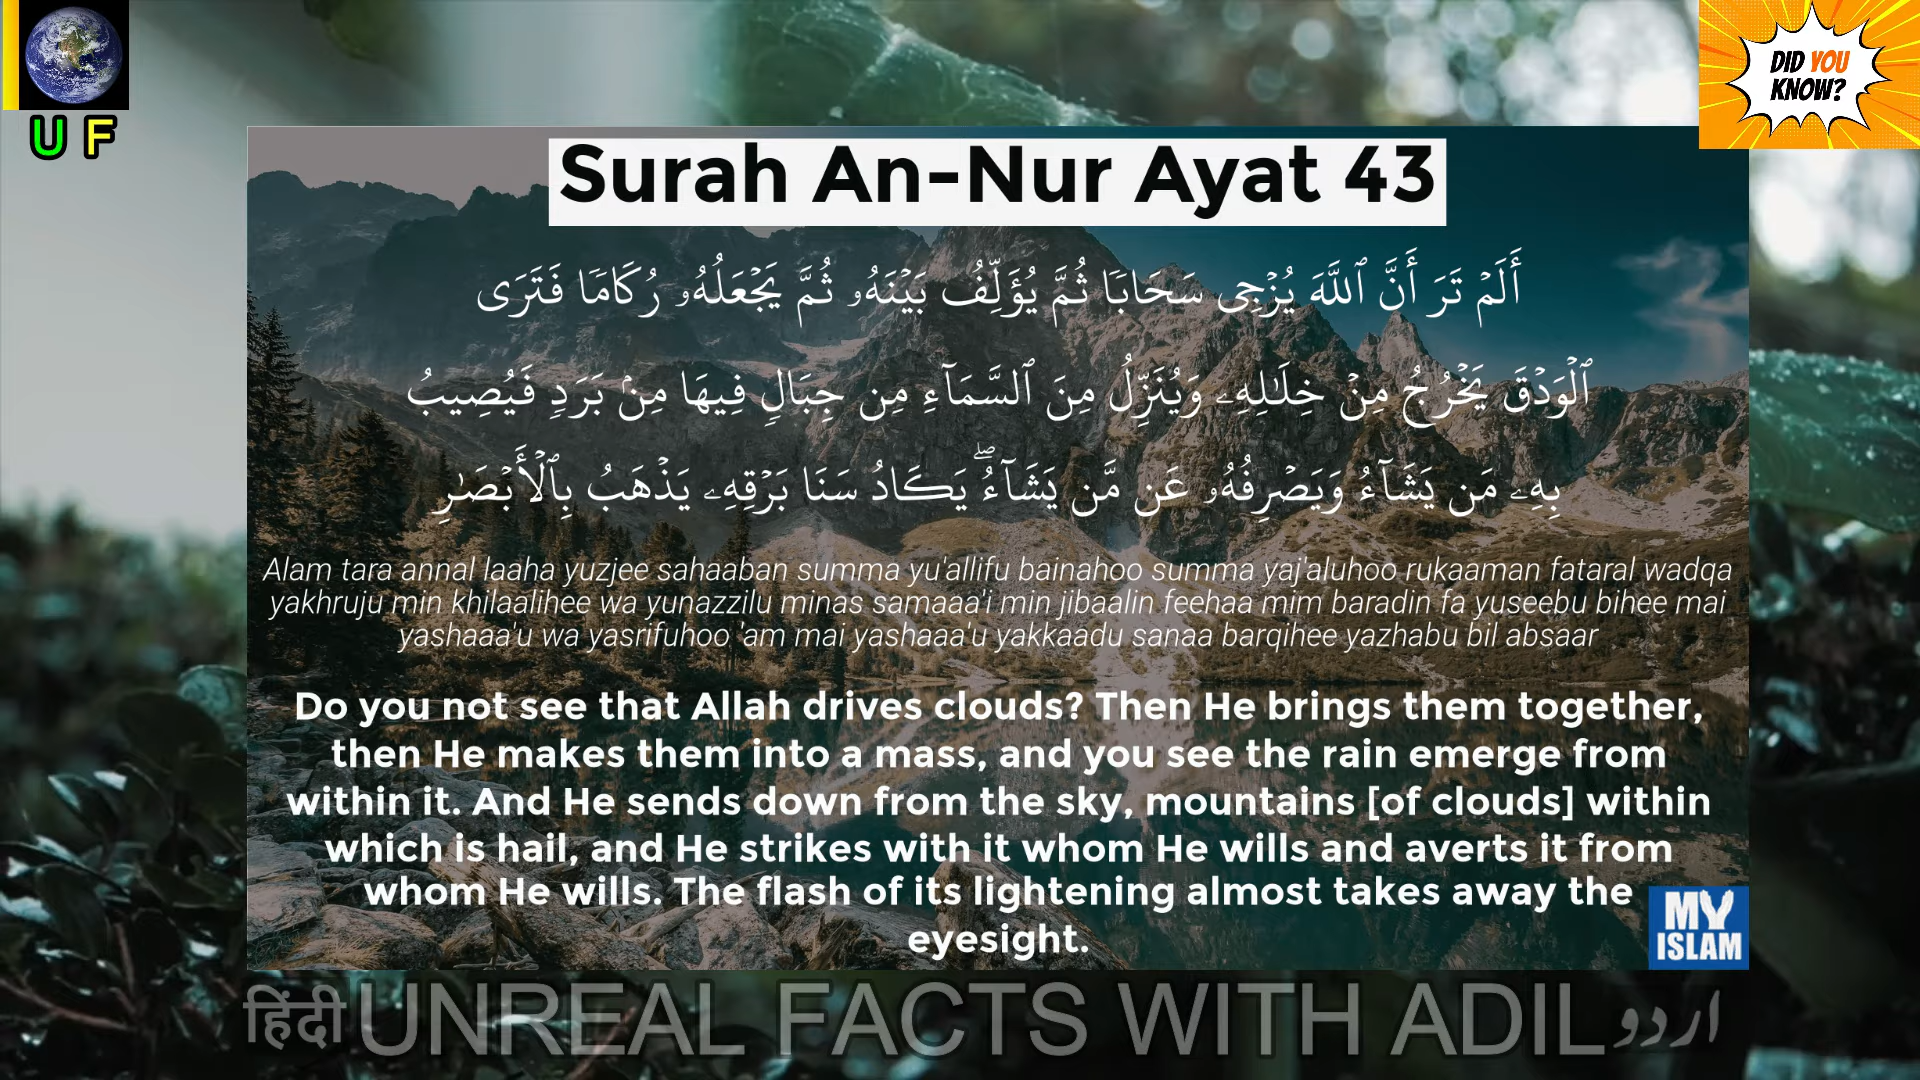 U F
DID YOU
KNOW?
Surah An-Nur Ayat 43
أَلَمْ تَرَ أَنَّ ٱللَّهَ يُزْجِى سَحَابًا ثُمَّ يُؤَلِّفُ بَيْنَهُۥ ثُمَّ يَجْعَلُهُۥ رُكَامًا فَتَرَى
ٱلْوَدْقَ يَخْرُجُ مِنْ خِلَـٰلِهِۦ وَيُنَزِّلُ مِنَ ٱلسَّمَآءِ مِن جِبَالٍ فِيهَا مِنۢ بَرَدٍ فَيُصِيبُ
بِهِۦ مَن يَشَآءُ وَيَصْرِفُهُۥ عَن مَّن يَشَآءُ ۖ يَكَادُ سَنَا بَرْقِهِۦ يَذْهَبُ بِٱلْأَبْصَـٰرِ
Alam tara annal laaha yuzjee sahaaban summa yu'allifu bainahoo summa yaj'aluhoo rukaaman fataral wadqa
yakhruju min khilaalihee wa yunazzilu minas samaaa'i min jibaalin feehaa mim baradin fa yuseebu bihee mai
yashaaa'u wa yasrifuhoo 'am mai yashaaa'u yakkaadu sanaa barqihee yazhabu bil absaar
Do you not see that Allah drives clouds? Then He brings them together,
then He makes them into a mass, and you see the rain emerge from
within it. And He sends down from the sky, mountains [of clouds] within
which is hail, and He strikes with it whom He wills and averts it from
whom He wills. The flash of its lightening almost takes away the
eyesight.
MY
ISLAM
हिंदी UNREAL FACTS WITH ADIL اردو